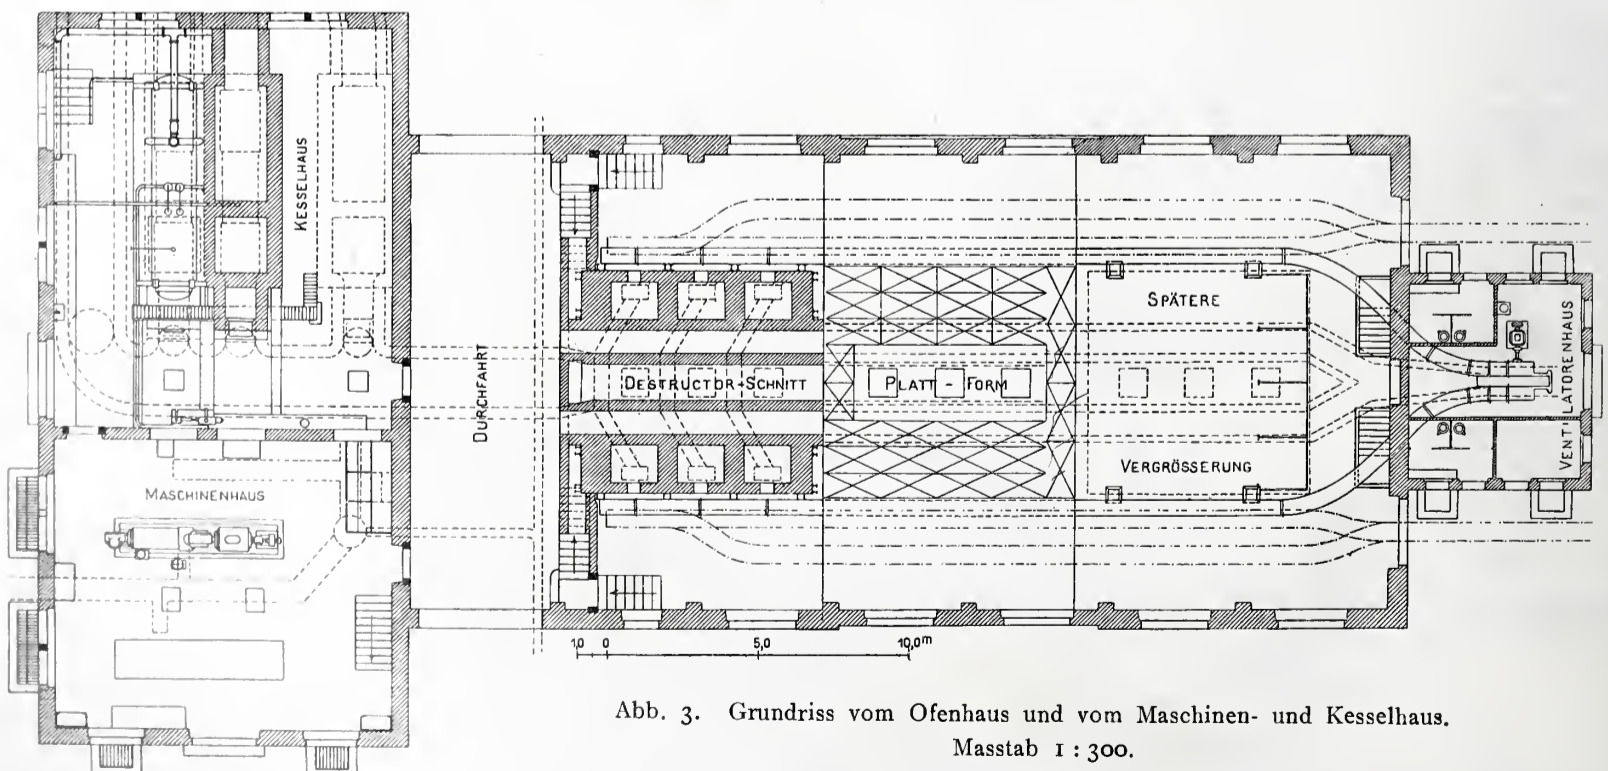 KESSELHAUS
DURCHFAHRT
MASCHINENHAUS
DESTRUCTOR-SCHNITT
PLATT-FORM
SPÄTERE
VERGRÖSSERUNG
VENTILATORENHAUS
1,0 0 5,0 10,0m
Abb. 3. Grundriss vom Ofenhaus und vom Maschinen- und Kesselhaus.
Masstab 1 : 300.